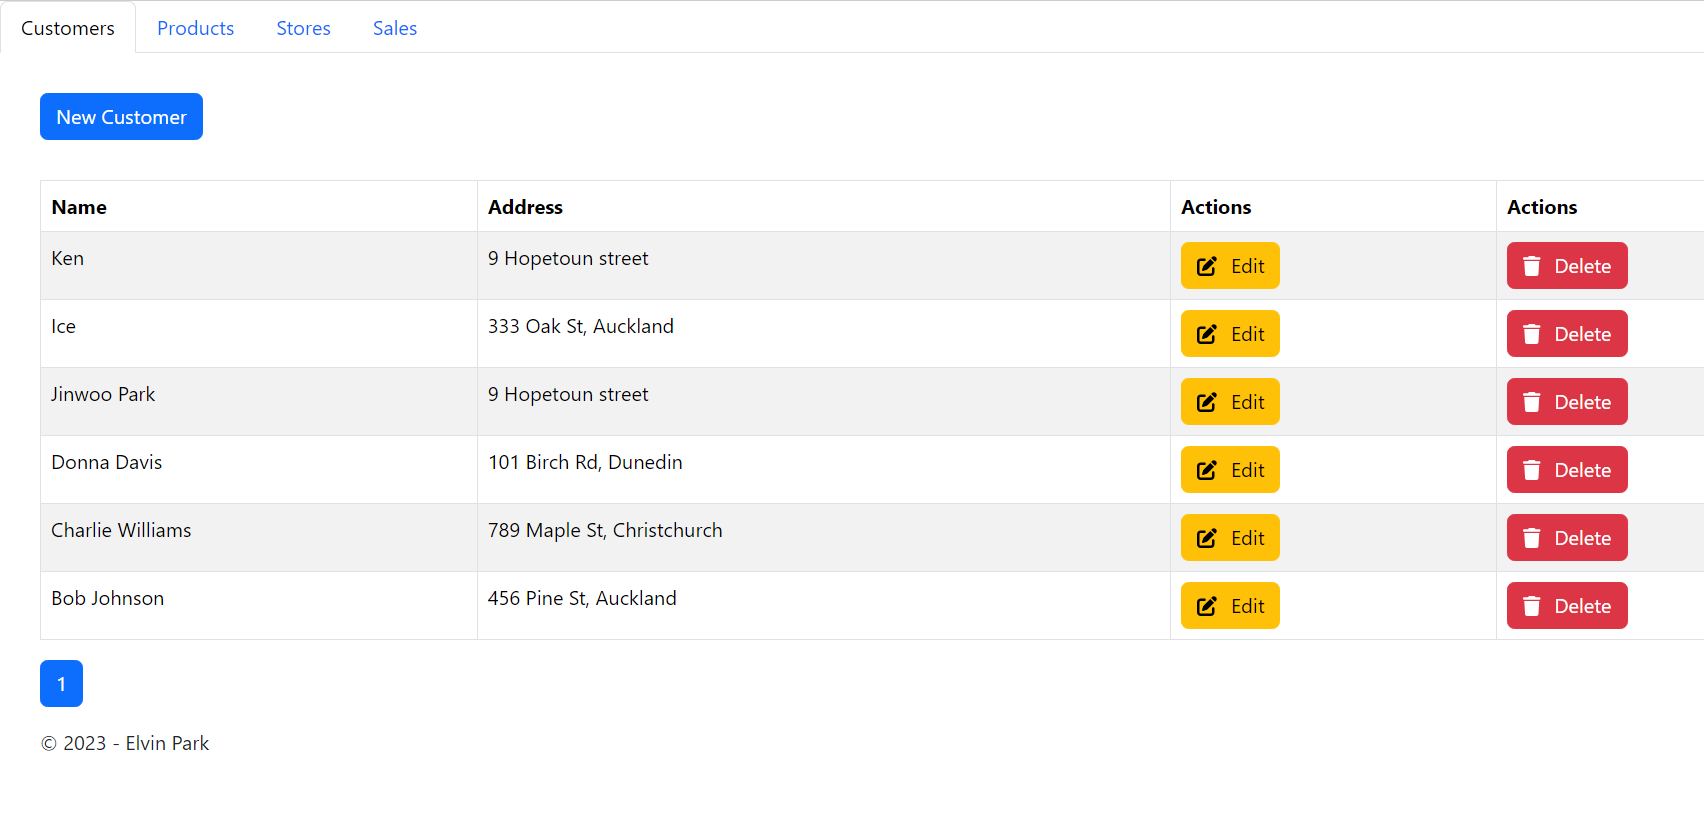 Customers Products Stores Sales
New Customer
Name Address Actions Actions
Ken 9 Hopetoun street Edit Delete
Ice 333 Oak St, Auckland Edit Delete
Jinwoo Park 9 Hopetoun street Edit Delete
Donna Davis 101 Birch Rd, Dunedin Edit Delete
Charlie Williams 789 Maple St, Christchurch Edit Delete
Bob Johnson 456 Pine St, Auckland Edit Delete
1
© 2023 - Elvin Park